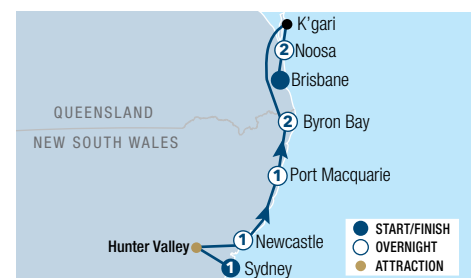 K'gari
2 Noosa
Brisbane
QUEENSLAND
2 Byron Bay
NEW SOUTH WALES
1 Port Macquarie
1 Newcastle
Hunter Valley
1 Sydney
START/FINISH
OVERNIGHT
ATTRACTION